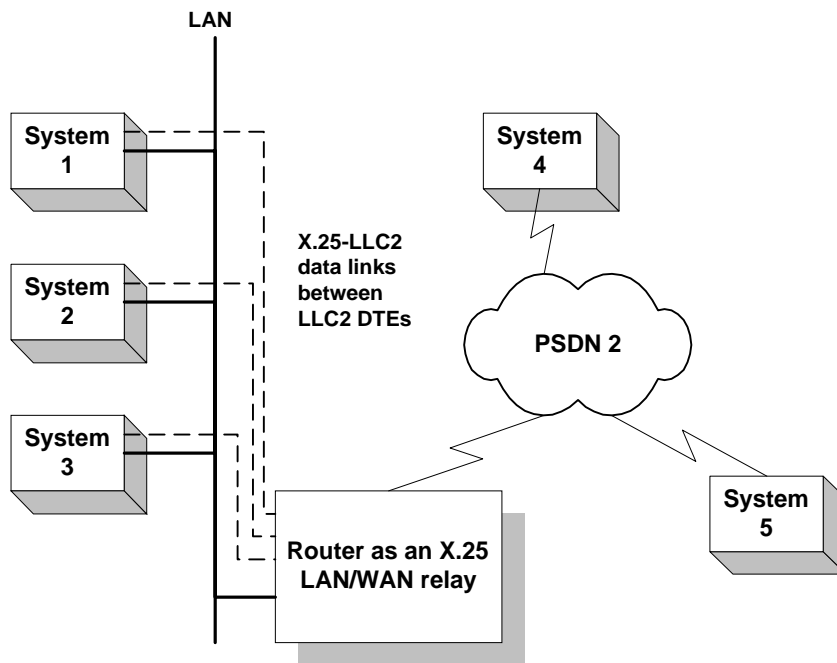 LAN
System
1
System
2
System
3
X.25-LLC2
data links
between
LLC2 DTEs
System
4
PSDN 2
System
5
Router as an X.25
LAN/WAN relay